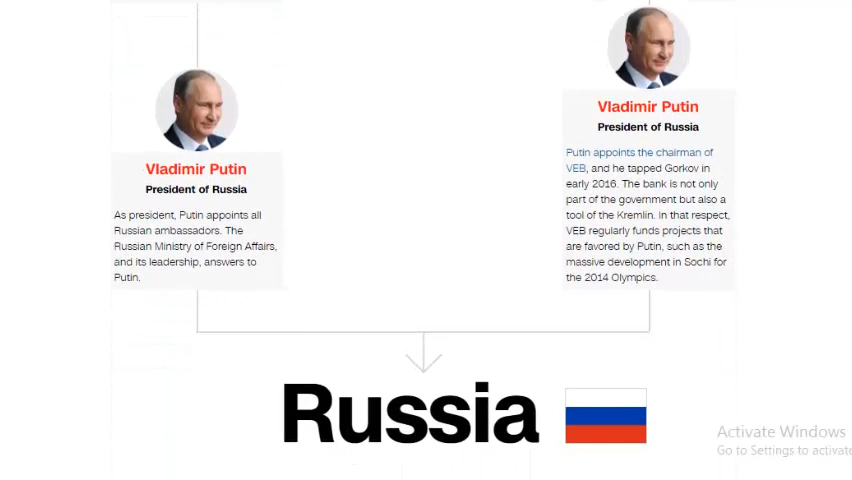 Vladimir Putin
President of Russia
As president, Putin appoints all
Russian ambassadors. The
Russian Ministry of Foreign Affairs,
and its leadership, answers to
Putin.
Vladimir Putin
President of Russia
Putin appoints the chairman of
VEB, and he tapped Gorkov in
early 2016. The bank is not only
part of the government but also a
tool of the Kremlin. In that respect,
VEB regularly funds projects that
are favored by Putin, such as the
massive development in Sochi for
the 2014 Olympics.
Russia
Activate Windows
Go to Settings to activate